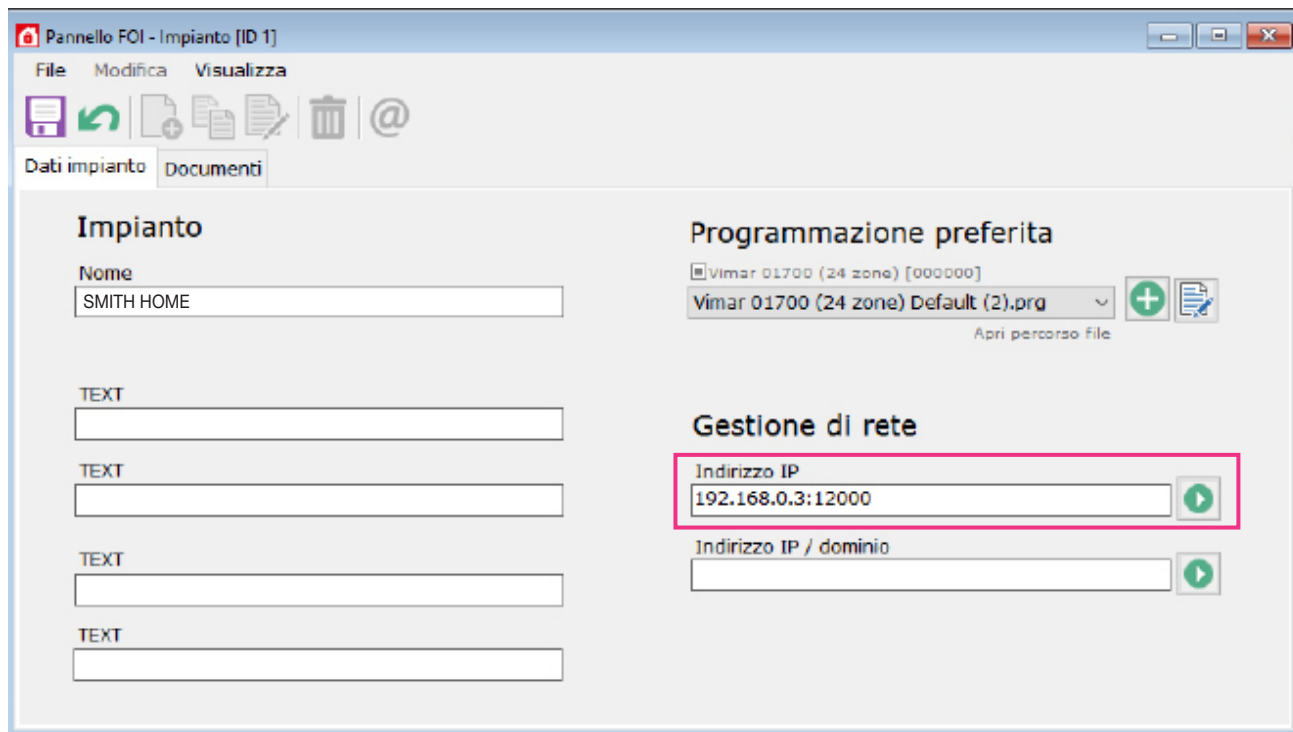 Pannello FOI - Impianto [ID 1]
File Modifica Visualizza
@
Dati impianto Documenti
Impianto
Nome
SMITH HOME
TEXT
TEXT
TEXT
TEXT
Programmazione preferita
Vimar 01700 (24 zone) [000000]
Vimar 01700 (24 zone) Default (2).prg
Apri percorso file
Gestione di rete
Indirizzo IP
192.168.0.3:12000
Indirizzo IP / dominio